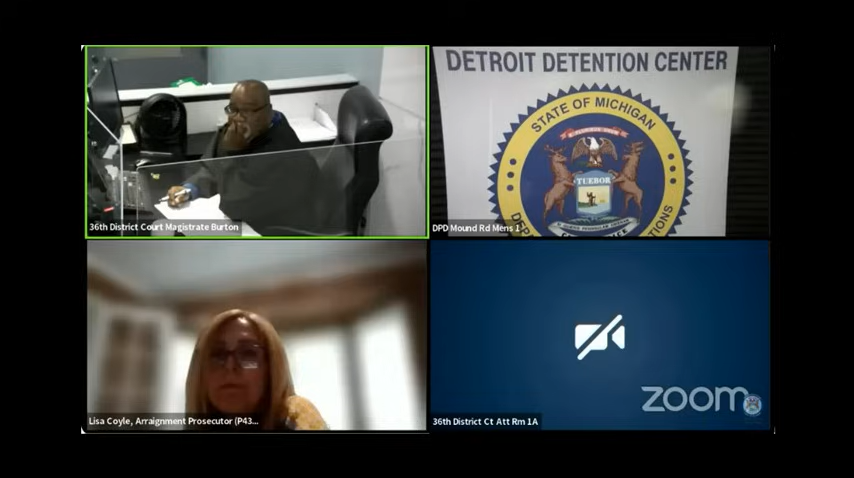 36th District Court Magistrate Burton
DETROIT DETENTION CENTER
STATE OF MICHIGAN
TUEBOR
DPD Mound Rd Mens 1
Lisa Coyle, Arraignment Prosecutor (P43...
zoom
36th District Ct Att Rm 1A